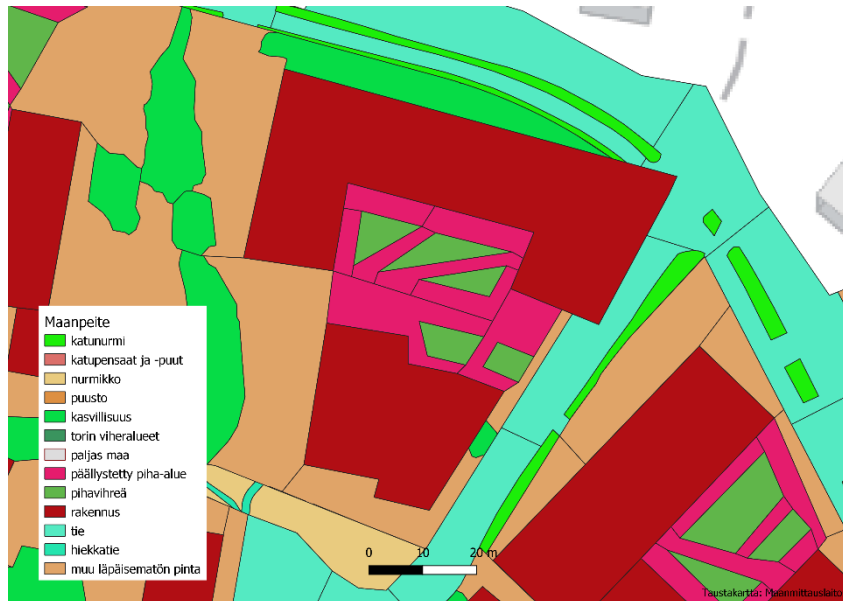 Maanpeite
katunurmi
katupensaat ja -puut
nurmikko
puusto
kasvillisuus
torin viheralueet
paljas maa
päällystetty piha-alue
pihavihreä
rakennus
tie
hiekkatie
muu läpäisemätön pinta
0 10 20 m
Taustakartta: Maanmittauslaito